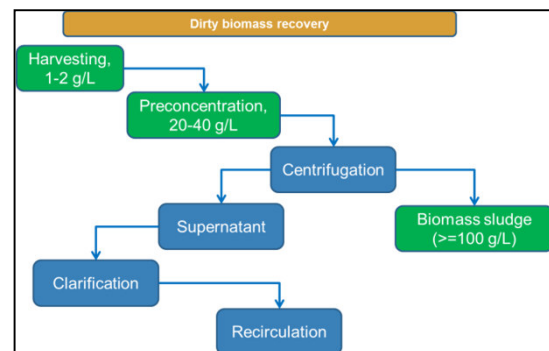 Dirty biomass recovery
Harvesting,
1-2 g/L
Preconcentration,
20-40 g/L
Centrifugation
Supernatant
Biomass sludge
(>=100 g/L)
Clarification
Recirculation